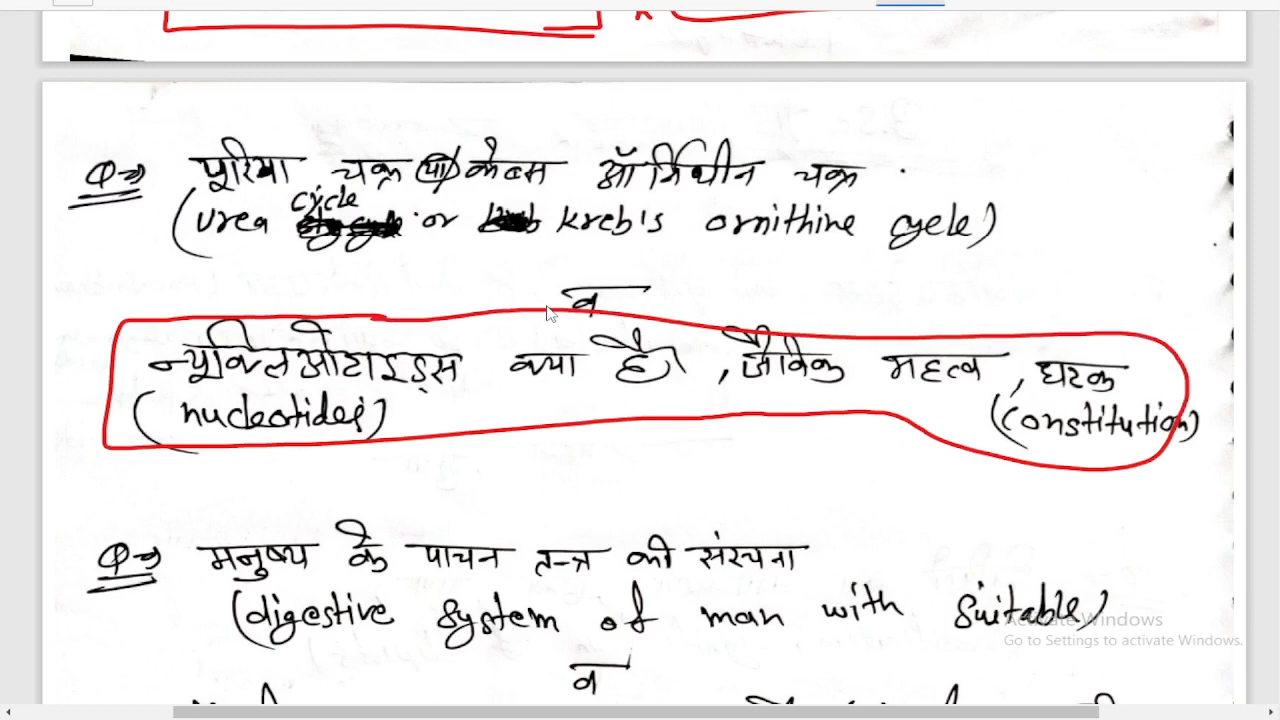 Q→ यूरिया चक्र (या) क्रैब्स ऑर्निथीन चक्र .
cycle
(urea or Kreb's ornithine cycle)
व
न्यूक्लिओटाइड्स क्या है। , जैविक महत्व , घटक
(nucleotides) (constitution)
Q→ मनुष्य के पाचन तन्त्र की संरचना
(digestive system of man with suitable)
व
Activate Windows
Go to Settings to activate Windows.